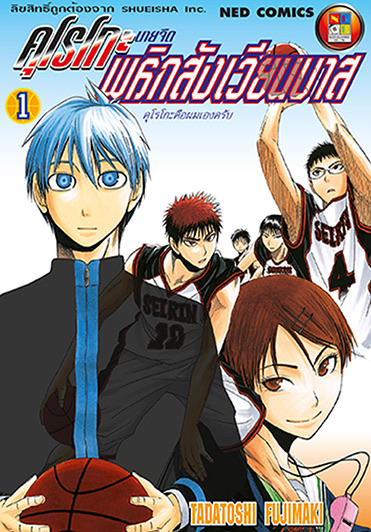 ลิขสิทธิ์ถูกต้องจาก SHUEISHA Inc.
NED COMICS
คุโรโกะ นายจืด
พลิกสังเวียนบาส
คุโรโกะคือผมเองครับ
1
SEIRIN
4
SEIRIN
10
TADATOSHI FUJIMAKI